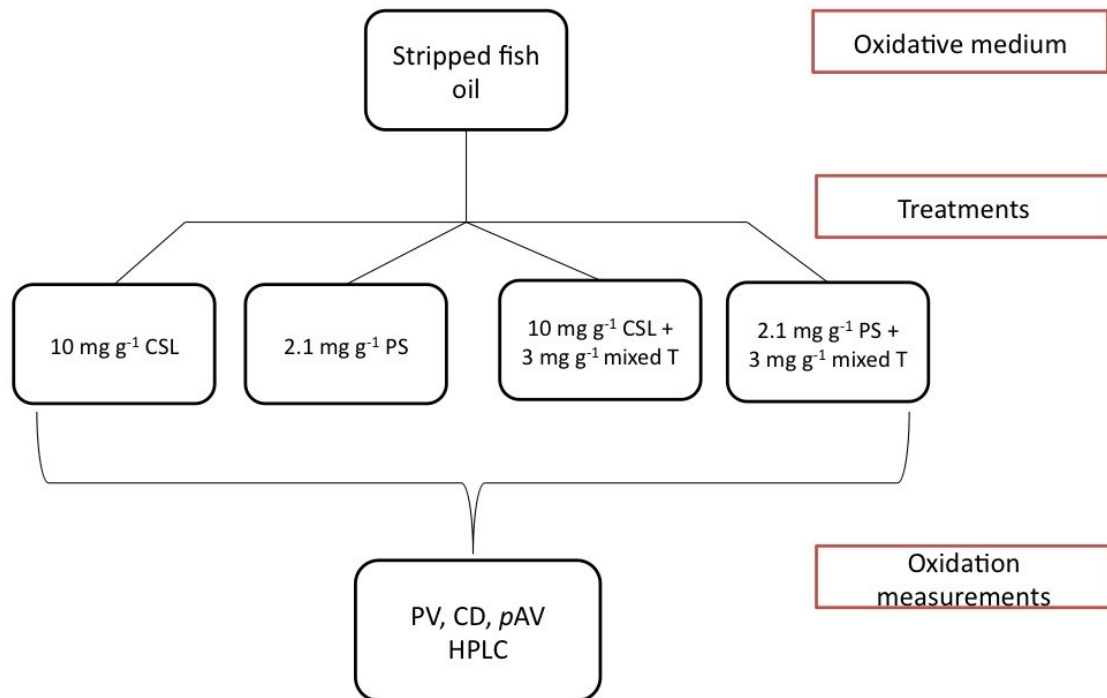 Stripped fish
oil
Oxidative medium
Treatments
10 mg g⁻¹ CSL
2.1 mg g⁻¹ PS
10 mg g⁻¹ CSL +
3 mg g⁻¹ mixed T
2.1 mg g⁻¹ PS +
3 mg g⁻¹ mixed T
PV, CD, pAV
HPLC
Oxidation
measurements